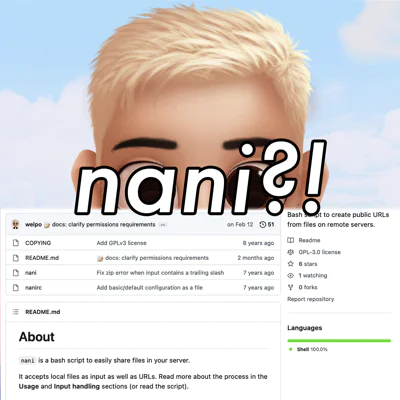 nani?!
welpo docs: clarify permissions requirements ... on Feb 12 51
COPYING Add GPLv3 license 8 years ago
README.md docs: clarify permissions requirements 2 months ago
nani Fix zip error when input contains a trailing slash 7 years ago
nanirc Add basic/default configuration as a file 7 years ago
README.md
About
nani is a bash script to easily share files in your server.
It accepts local files as input as well as URLs. Read more about the process in the
Usage and Input handling sections (or read the script).
Bash script to create public URLs
from files on remote servers.
Readme
GPL-3.0 license
6 stars
1 watching
0 forks
Report repository
Languages
Shell 100.0%